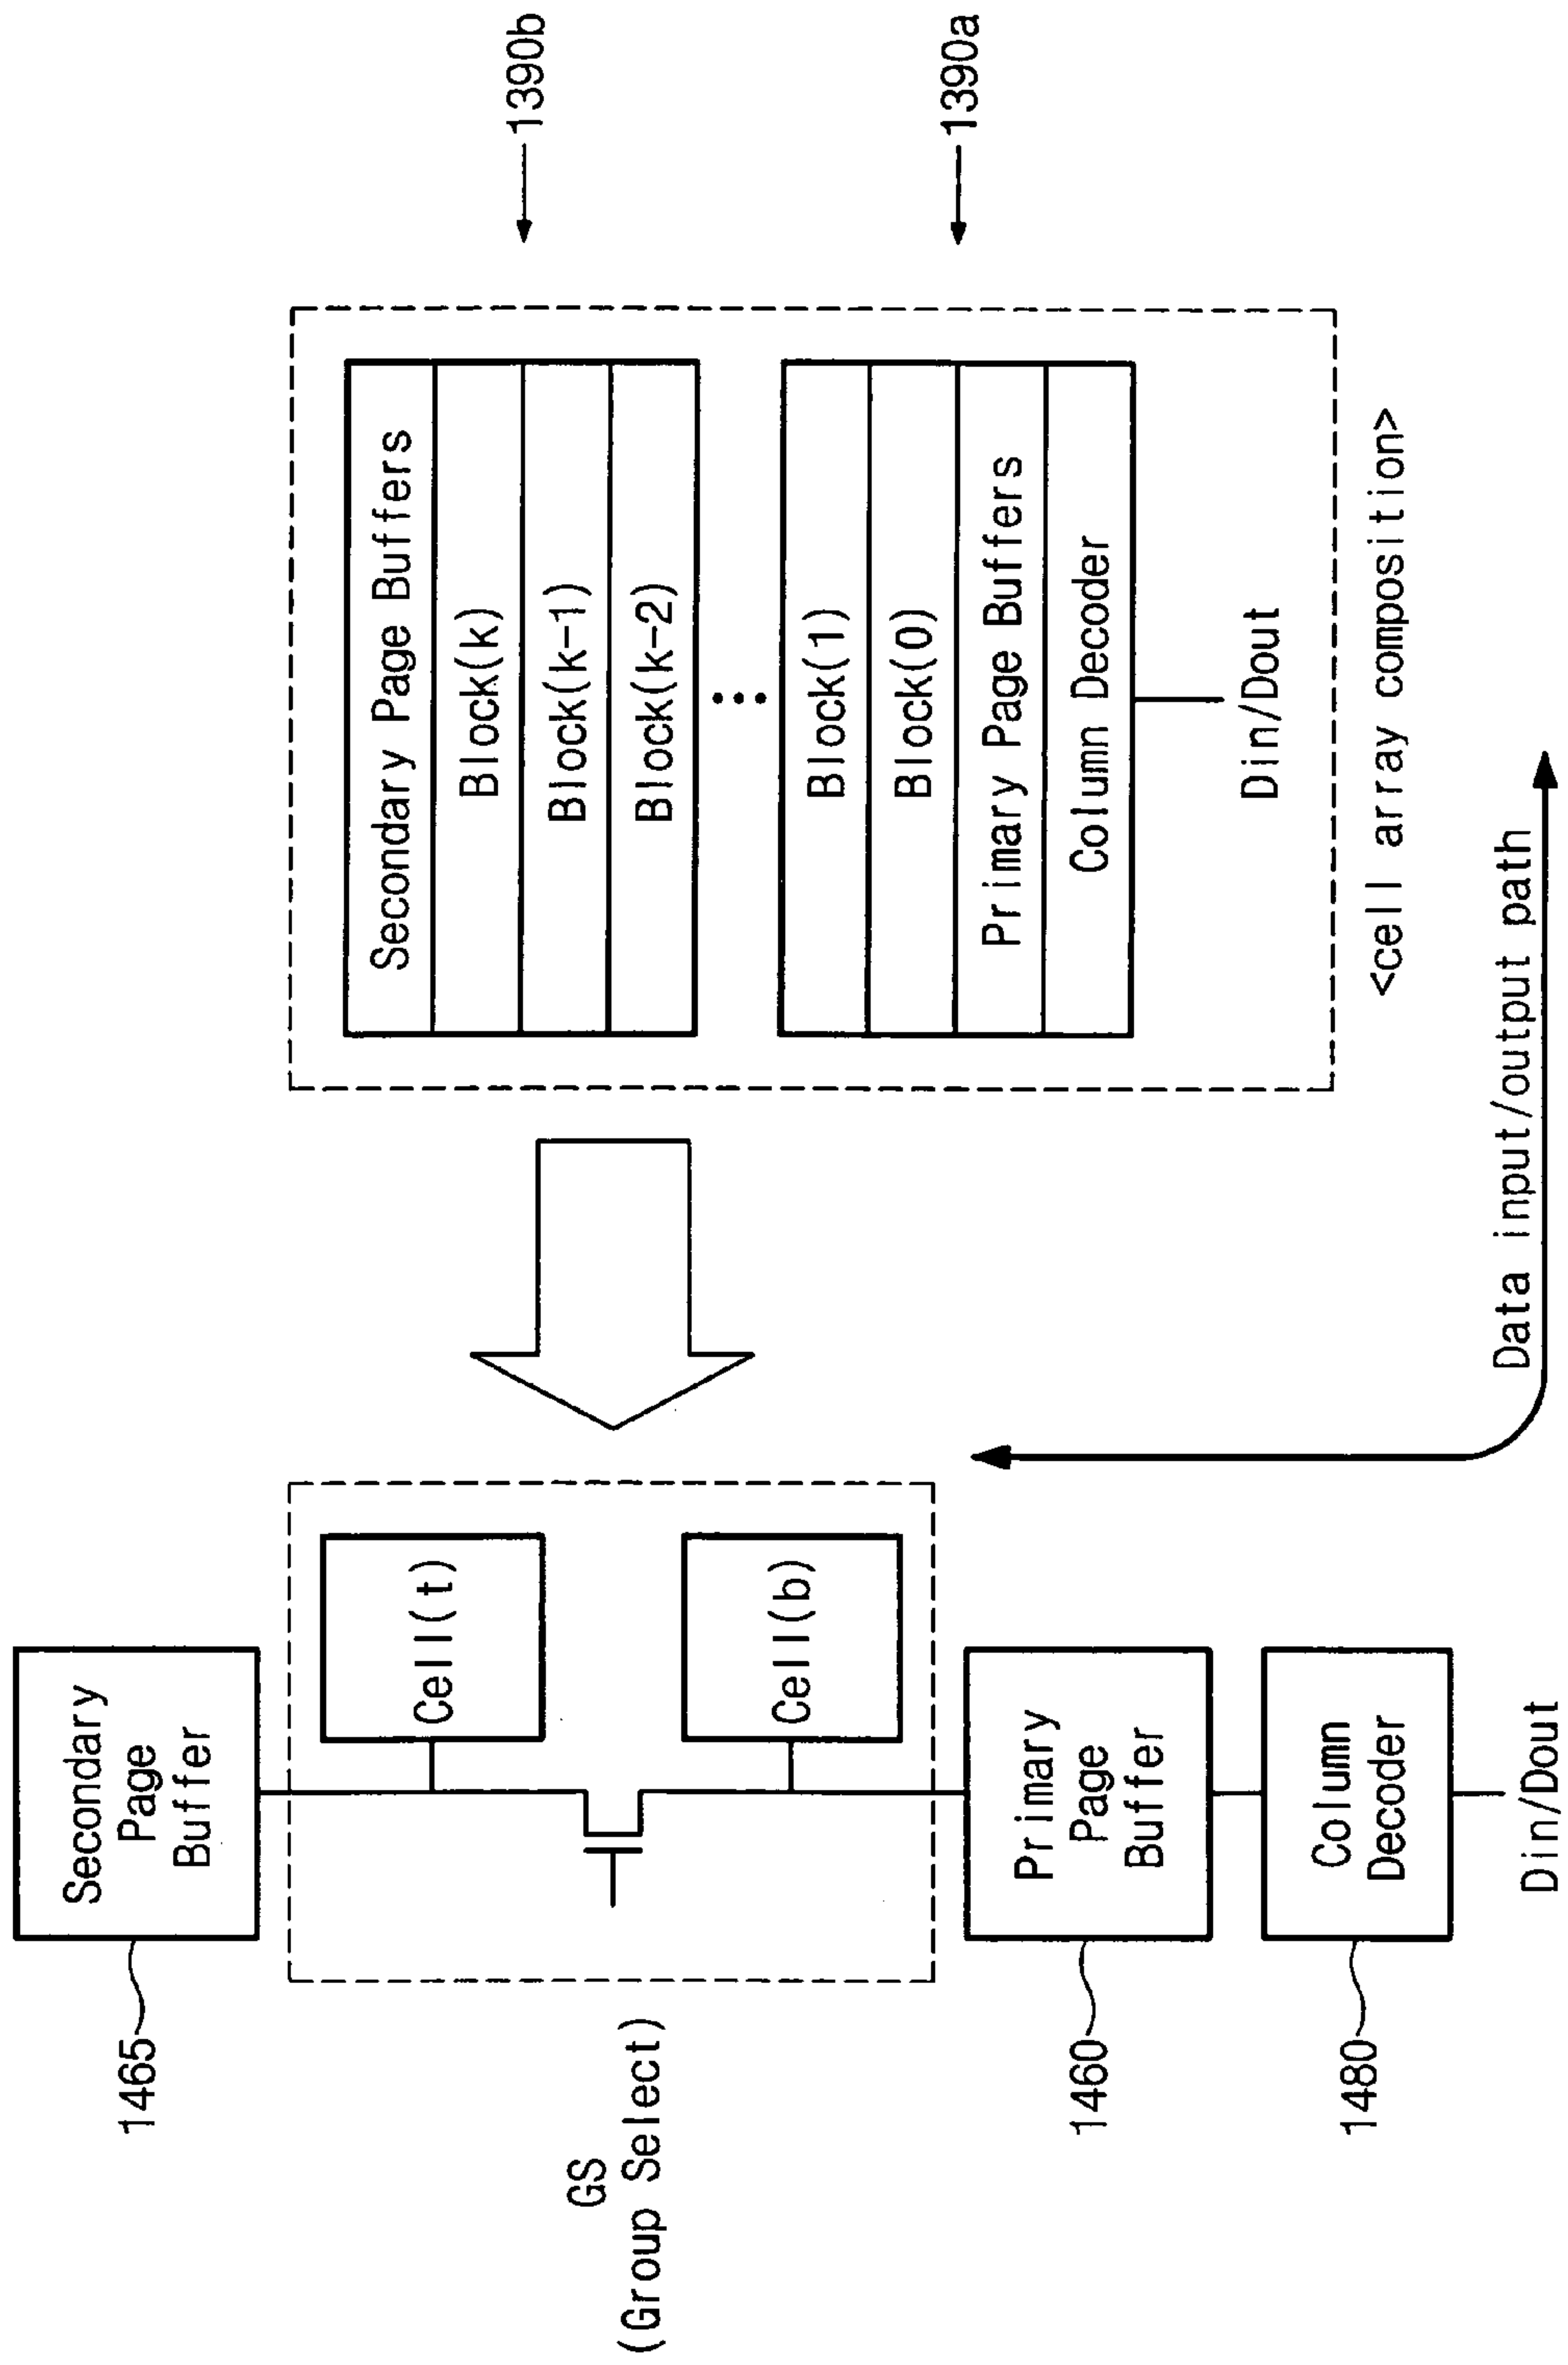 1465
Secondary
Page
Buffer
GS
(Group Select)
Cell(t)
Cell(b)
1460
Primary
Page
Buffer
1480
Column
Decoder
Din/Dout
Data input/output path
Secondary Page Buffers
Block(k)
Block(k-1)
Block(k-2)
Block(1)
Block(0)
Primary Page Buffers
Column Decoder
Din/Dout
<cell array composition>
1390b
1390a